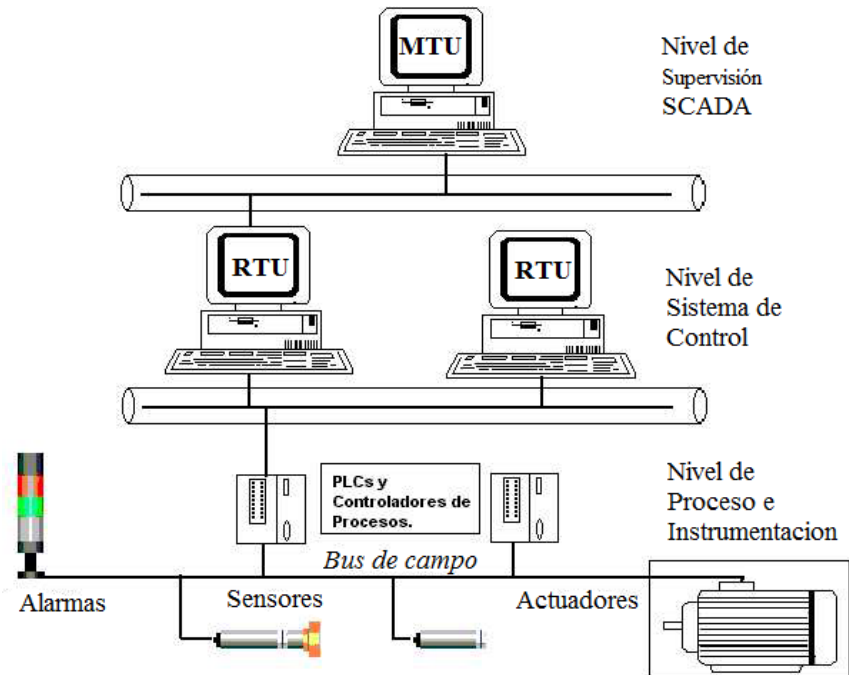 MTU
Nivel de
Supervisión
SCADA
RTU
RTU
Nivel de
Sistema de
Control
PLCs y
Controladores de
Procesos.
Nivel de
Proceso e
Instrumentacion
Bus de campo
Alarmas
Sensores
Actuadores